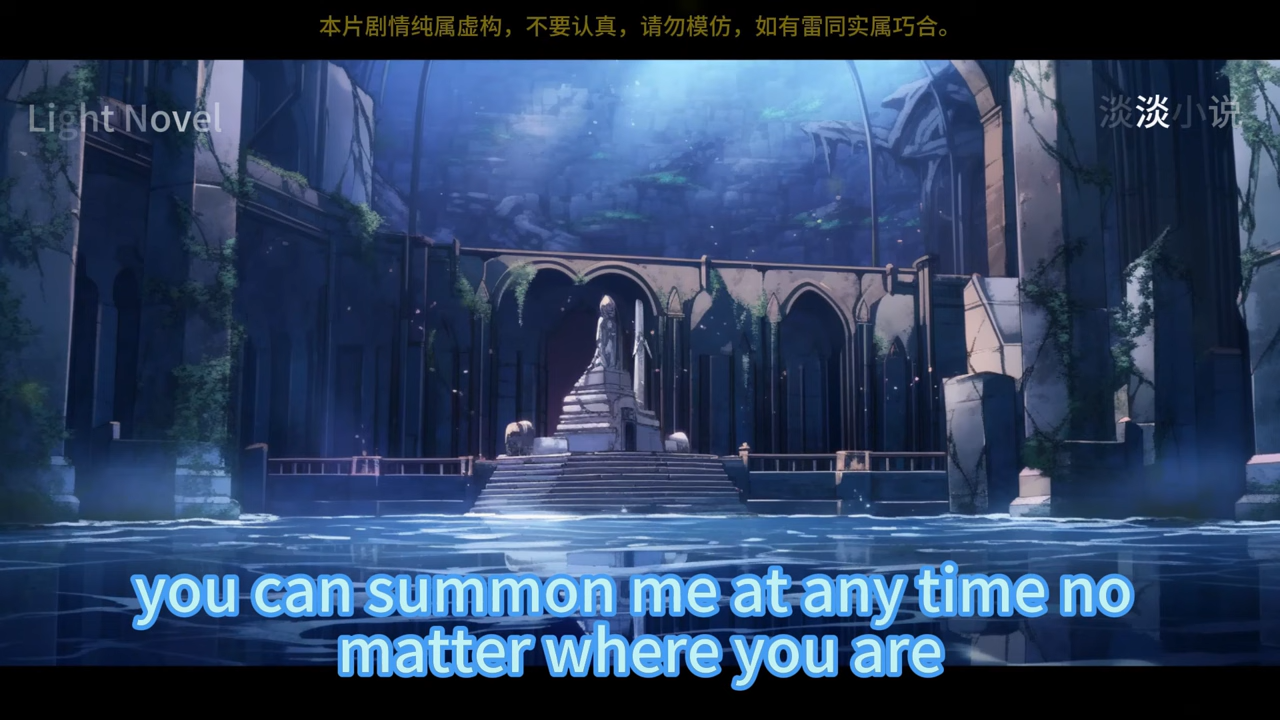 本片剧情纯属虚构，不要认真，请勿模仿，如有雷同实属巧合。
Light Novel
淡淡小说
you can summon me at any time no
matter where you are